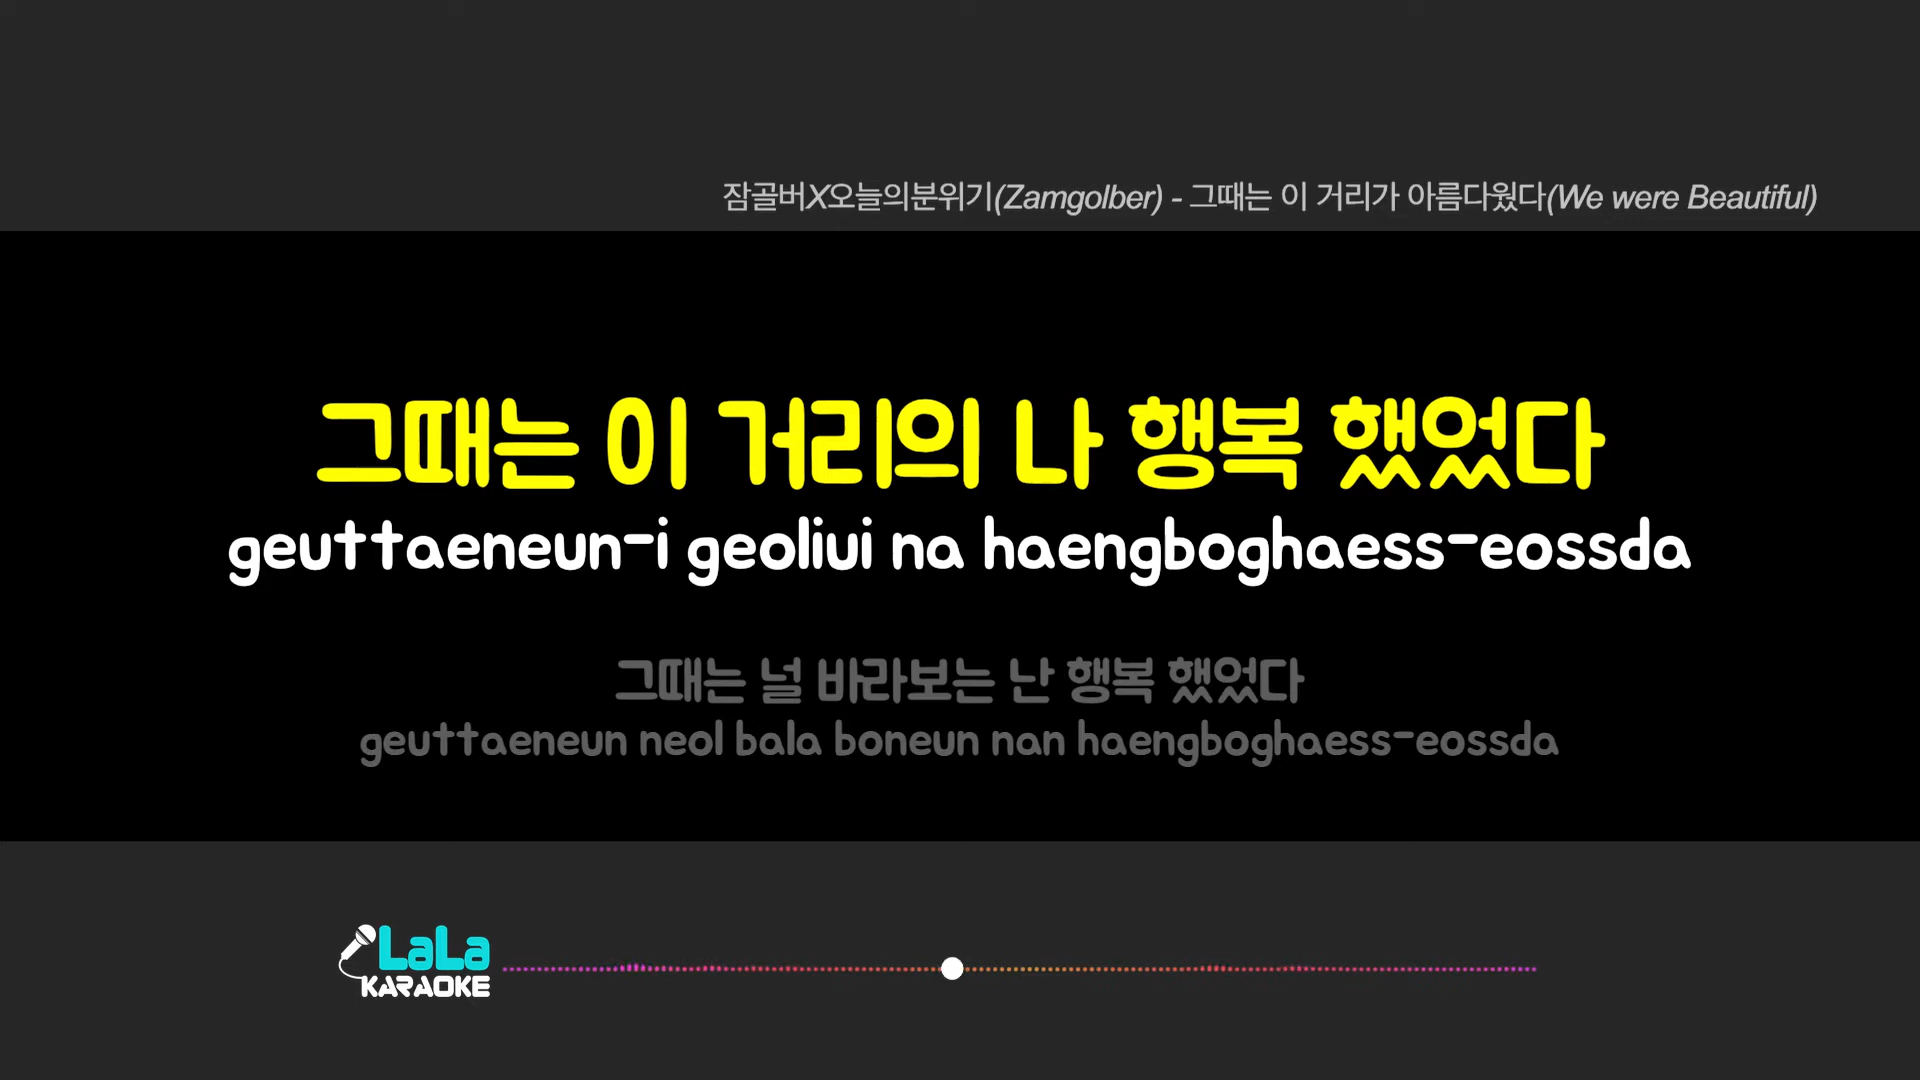 잠골버X오늘의분위기(Zamgolber) - 그때는 이 거리가 아름다웠다(We were Beautiful)
그때는 이 거리의 나 행복 했었다
geuttaeneun-i geoliui na haengboghaess-eossda
그때는 널 바라보는 난 행복 했었다
geuttaeneun neol bala boneun nan haengboghaess-eossda
LaLa
KARAOKE